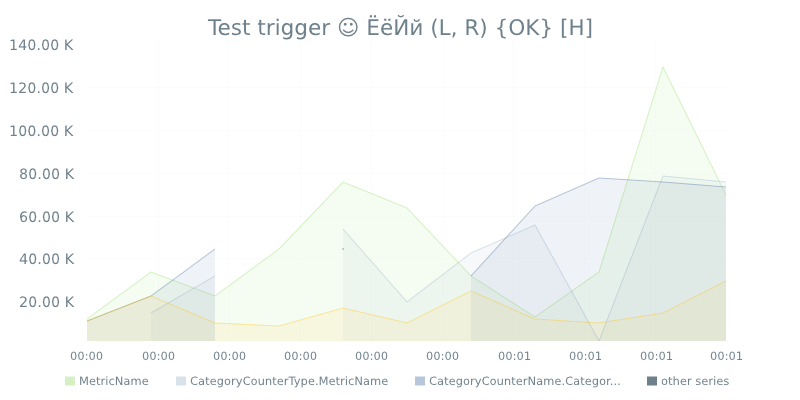 Test trigger ☺ ЁёЙй (L, R) {OK} [H]
140.00 K
120.00 K
100.00 K
80.00 K
60.00 K
40.00 K
20.00 K
00:00 00:00 00:00 00:00 00:00 00:00 00:01 00:01 00:01 00:01
MetricName CategoryCounterType.MetricName CategoryCounterName.Categor... other series